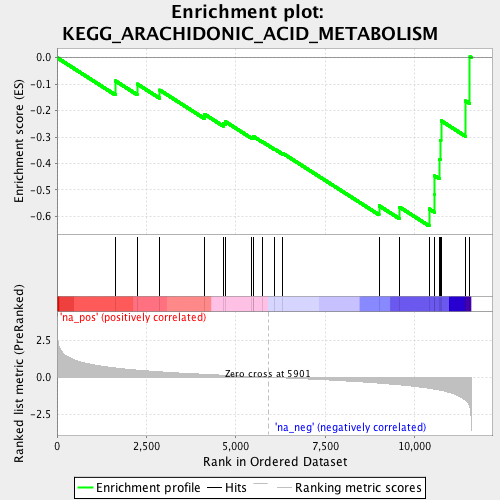 Enrichment plot:
KEGG_ARACHIDONIC_ACID_METABOLISM
Enrichment score (ES)
0.0
-0.1
-0.2
-0.3
-0.4
-0.5
-0.6
'na_pos' (positively correlated)
Ranked list metric (PreRanked)
2.5
0.0
-2.5
Zero cross at 5901
'na_neg' (negatively correlated)
0 2,500 5,000 7,500 10,000
Rank in Ordered Dataset
Enrichment profile Hits Ranking metric scores